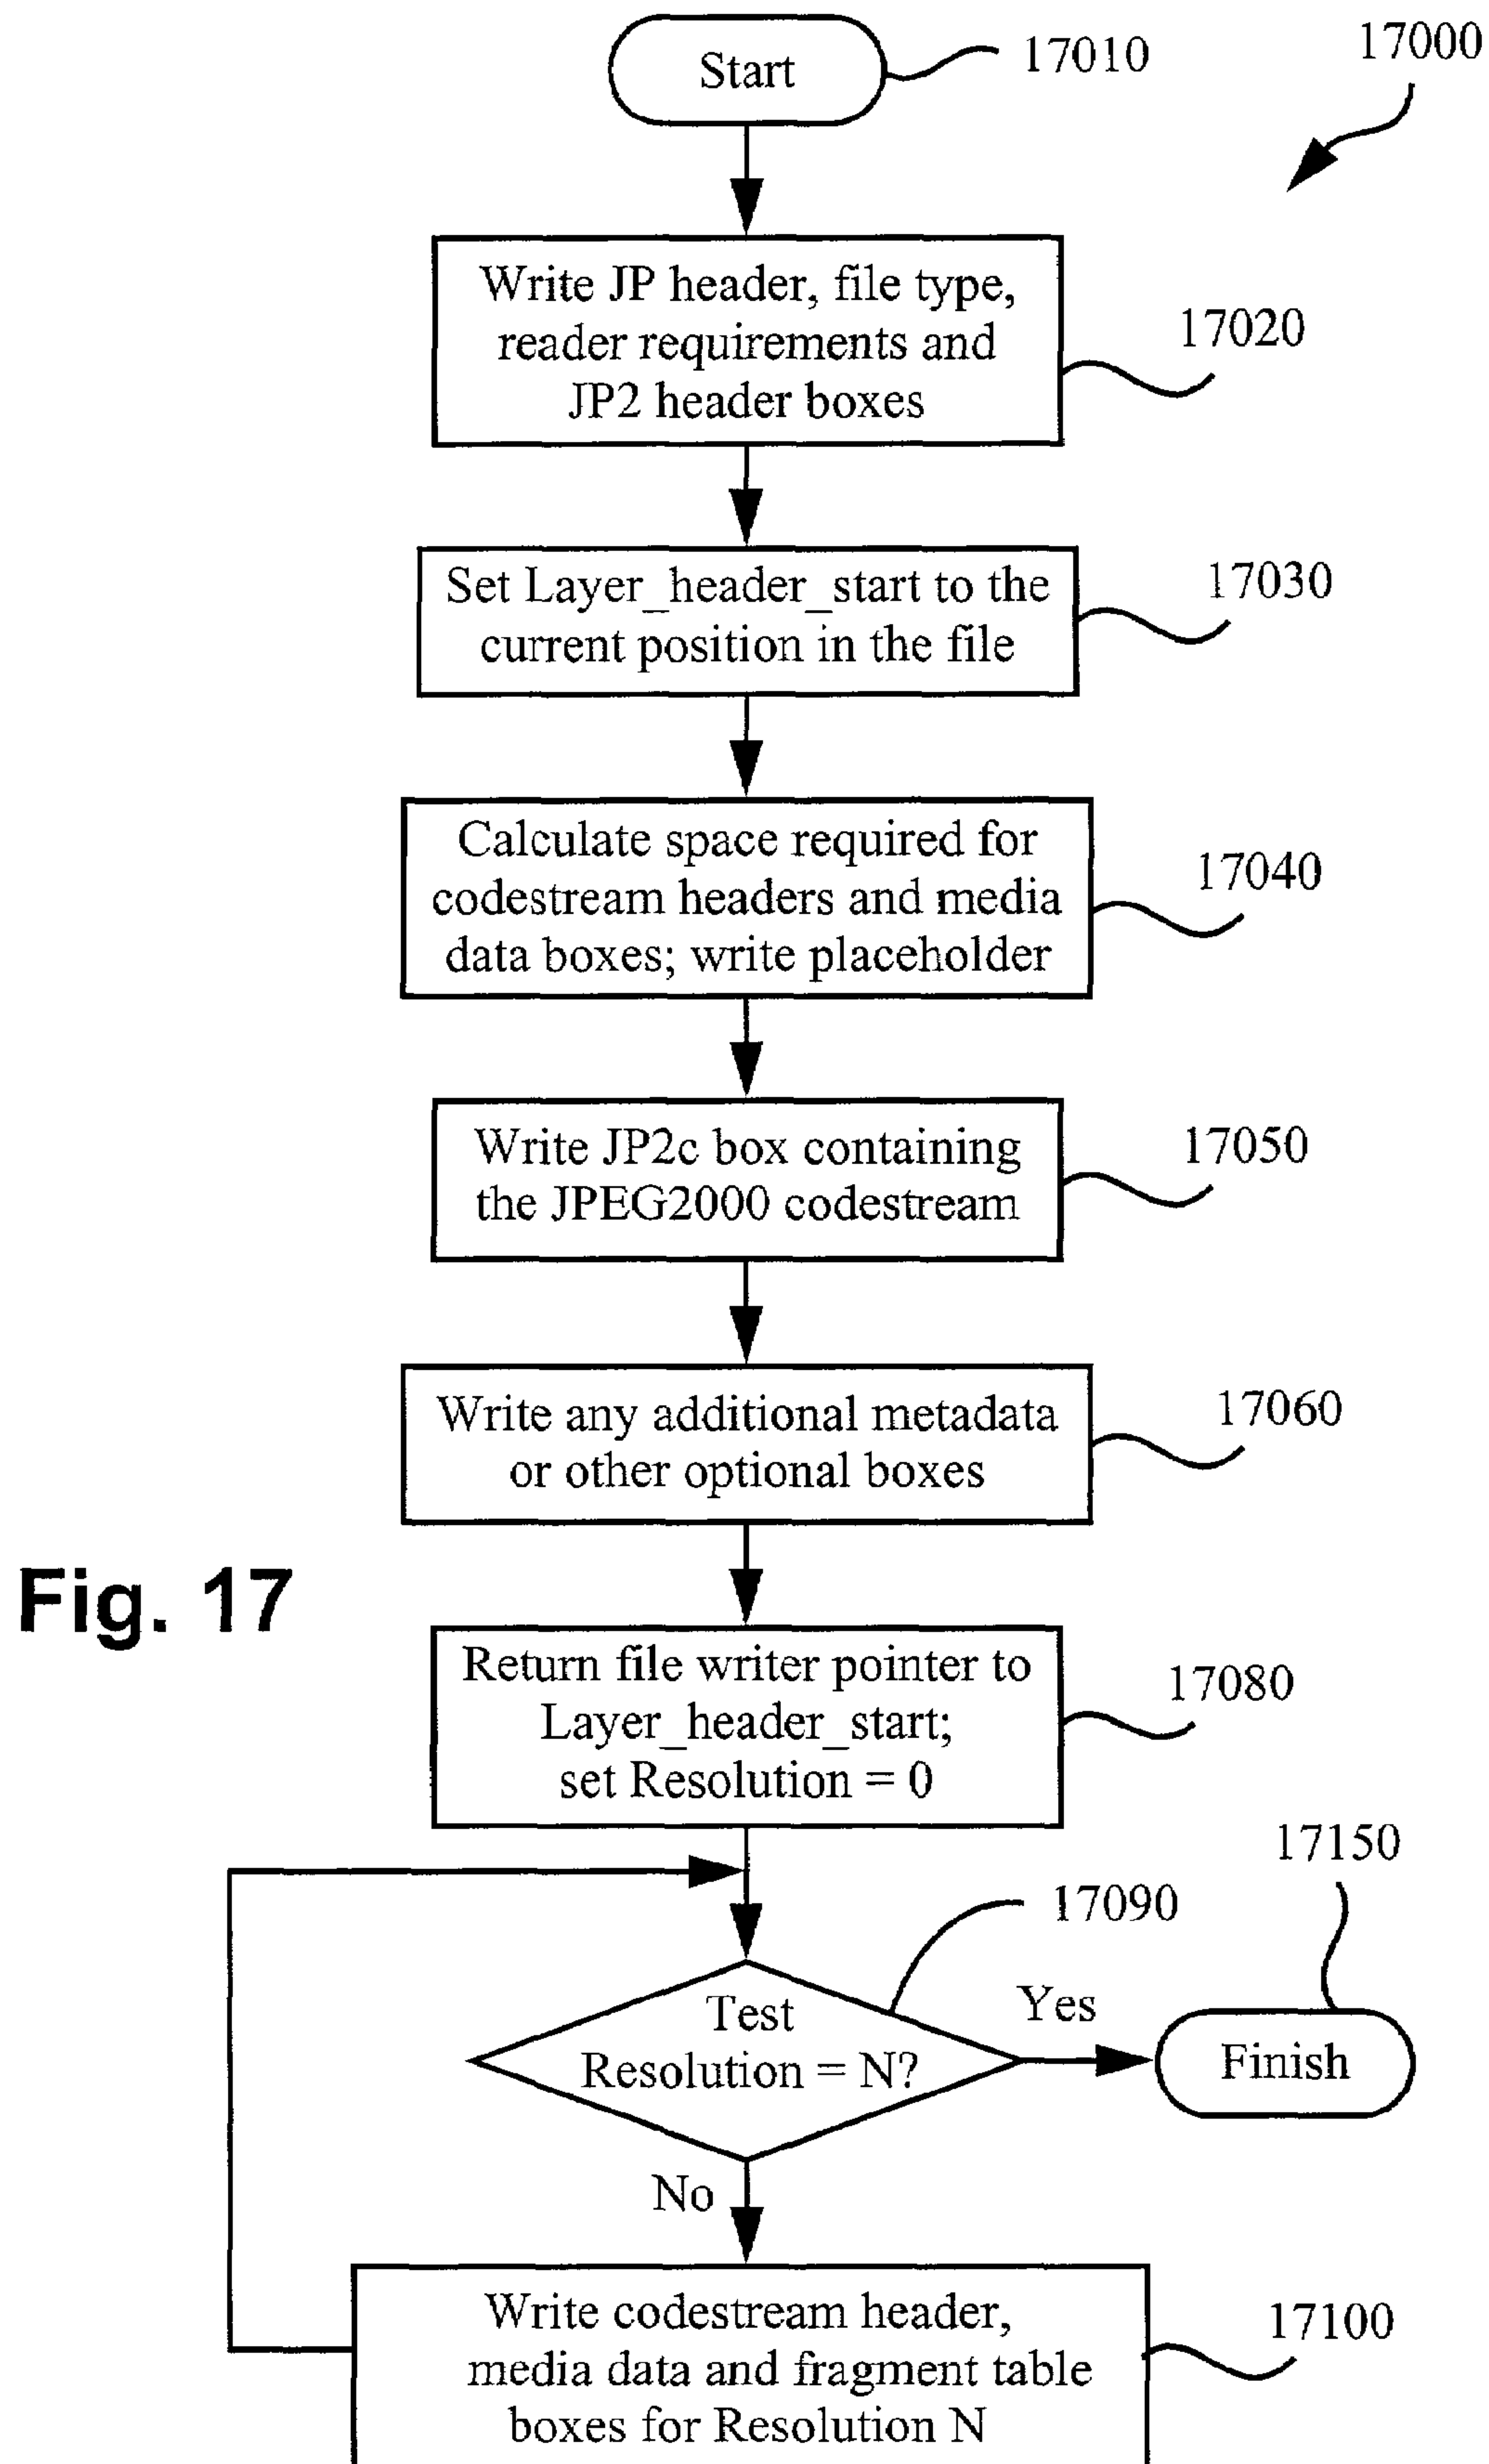 Start
17010
17000
Write JP header, file type,
reader requirements and
JP2 header boxes
17020
Set Layer_header_start to the
current position in the file
17030
Calculate space required for
codestream headers and media
data boxes; write placeholder
17040
Write JP2c box containing
the JPEG2000 codestream
17050
Write any additional metadata
or other optional boxes
17060
Fig. 17
Return file writer pointer to
Layer_header_start;
set Resolution = 0
17080
17150
17090
Test
Resolution = N?
Yes
Finish
No
Write codestream header,
media data and fragment table
boxes for Resolution N
17100